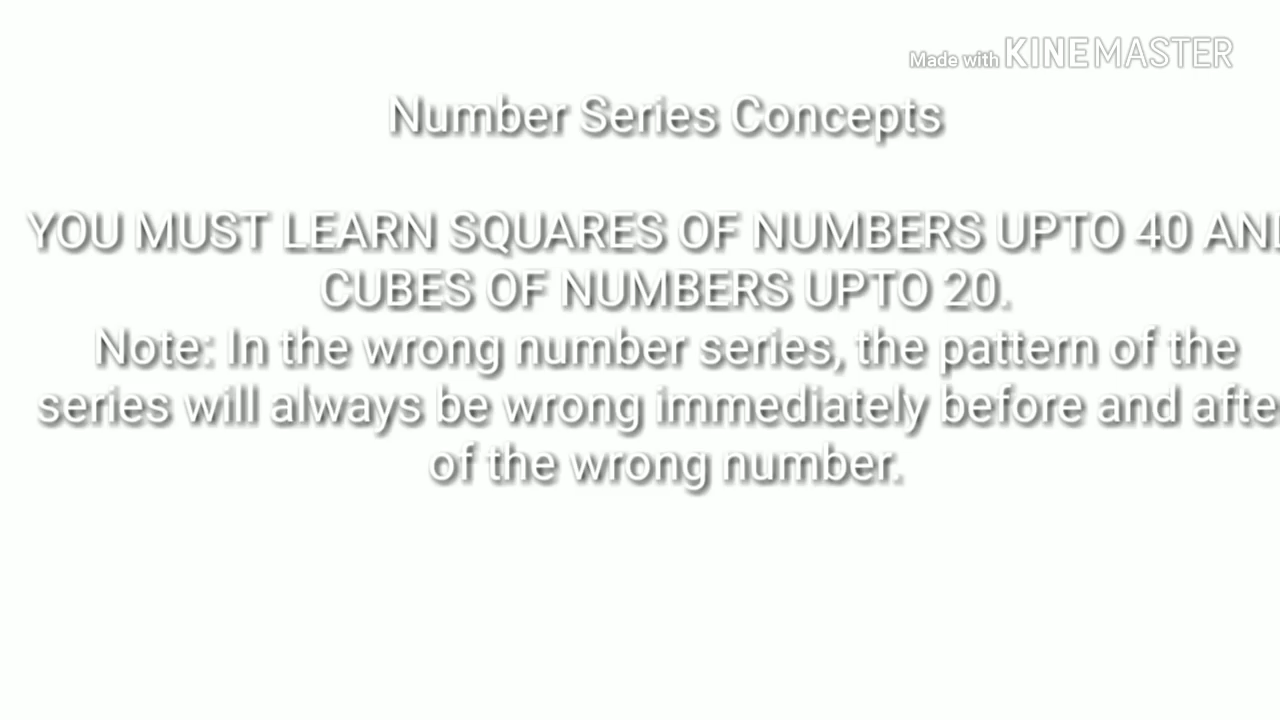 Made with KINEMASTER
Number Series Concepts
YOU MUST LEARN SQUARES OF NUMBERS UPTO 40 AN
CUBES OF NUMBERS UPTO 20.
Note: In the wrong number series, the pattern of the
series will always be wrong immediately before and afte
of the wrong number.